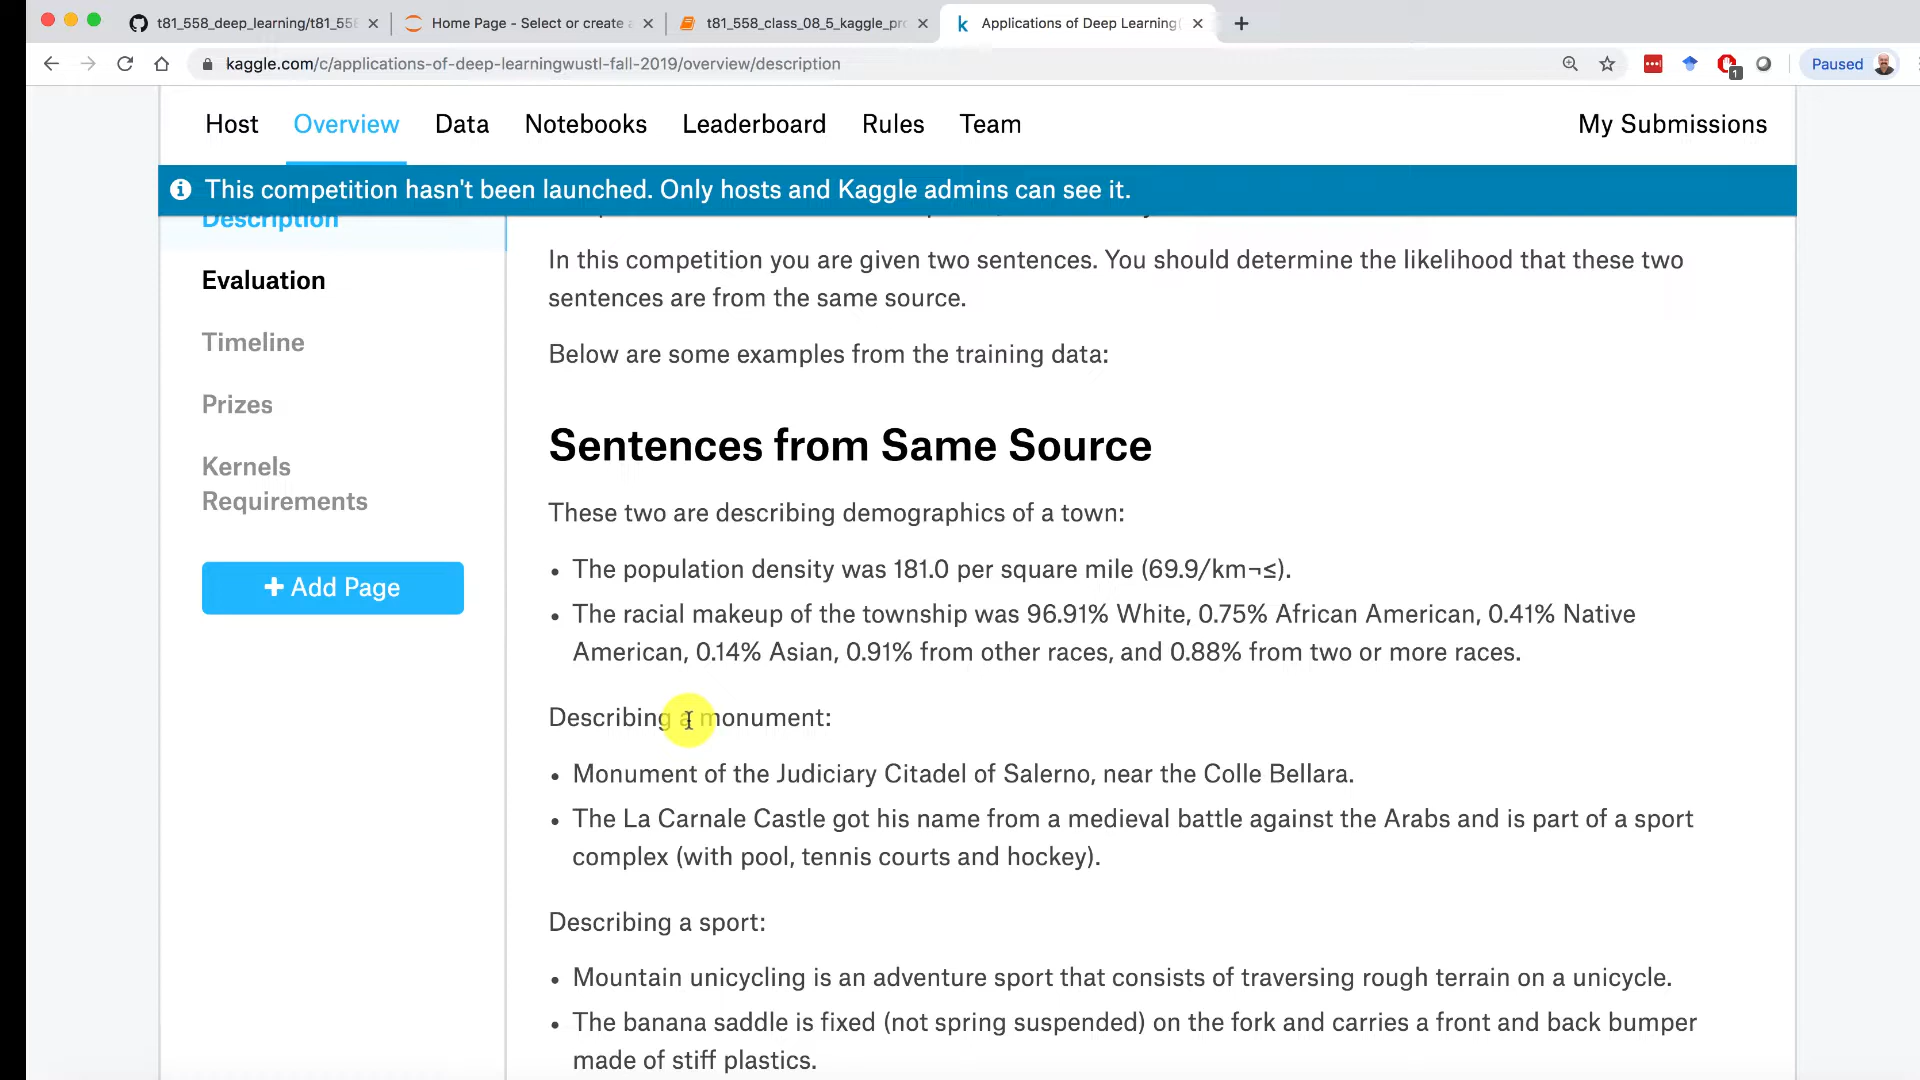 t81_558_deep_learning/t81_558
Home Page - Select or create a
t81_558_class_08_5_kaggle_pro
Applications of Deep Learning(
kaggle.com/c/applications-of-deep-learningwustl-fall-2019/overview/description
1
Paused
Host
Overview
Data
Notebooks
Leaderboard
Rules
Team
My Submissions
This competition hasn't been launched. Only hosts and Kaggle admins can see it.
Description
Evaluation
Timeline
Prizes
Kernels
Requirements
+ Add Page
In this competition you are given two sentences. You should determine the likelihood that these two
sentences are from the same source.
Below are some examples from the training data:
Sentences from Same Source
These two are describing demographics of a town:
• The population density was 181.0 per square mile (69.9/km¬≤).
• The racial makeup of the township was 96.91% White, 0.75% African American, 0.41% Native
American, 0.14% Asian, 0.91% from other races, and 0.88% from two or more races.
Describing a monument:
• Monument of the Judiciary Citadel of Salerno, near the Colle Bellara.
• The La Carnale Castle got his name from a medieval battle against the Arabs and is part of a sport
complex (with pool, tennis courts and hockey).
Describing a sport:
• Mountain unicycling is an adventure sport that consists of traversing rough terrain on a unicycle.
• The banana saddle is fixed (not spring suspended) on the fork and carries a front and back bumper
made of stiff plastics.